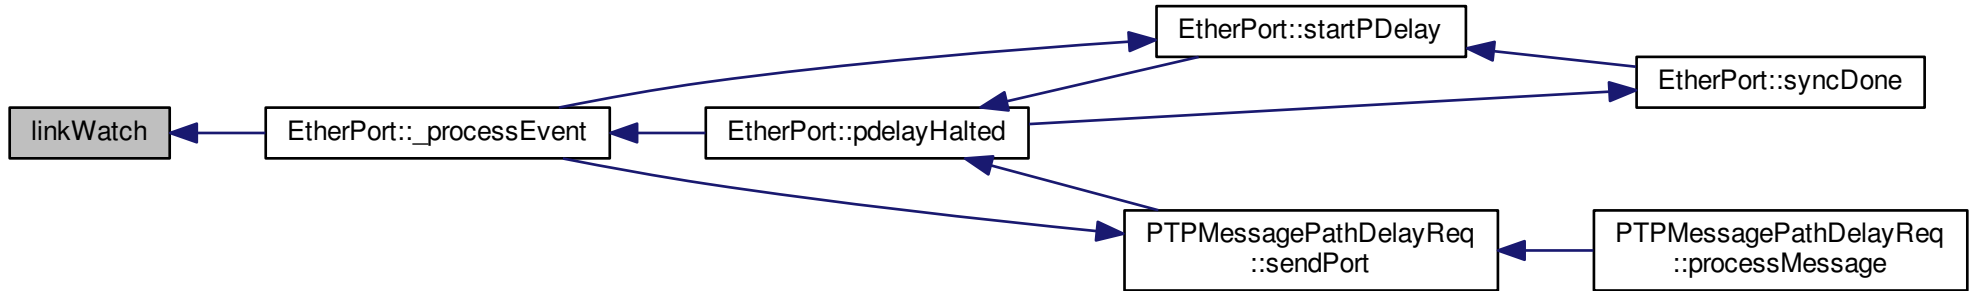 linkWatch
EtherPort::_processEvent
EtherPort::pdelayHalted
EtherPort::startPDelay
EtherPort::syncDone
PTPMessagePathDelayReq
::sendPort
PTPMessagePathDelayReq
::processMessage